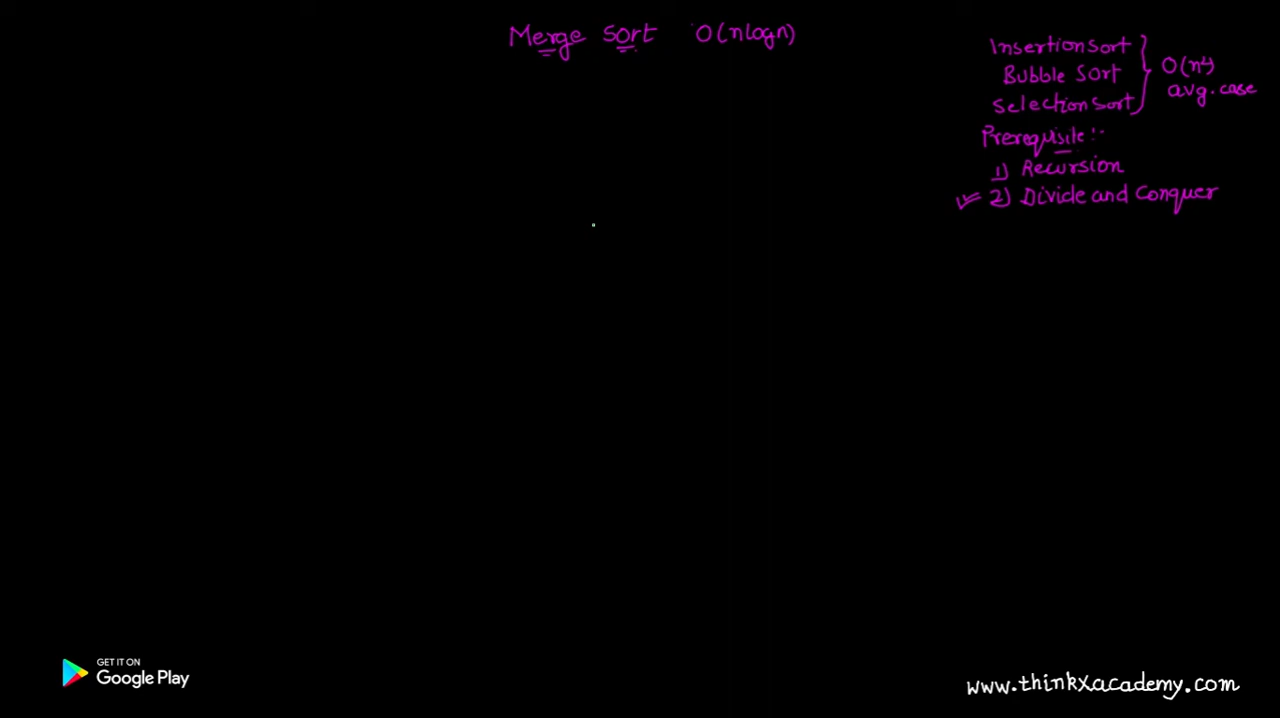 Merge Sort O(nlogn)
Insertion sort
Bubble Sort
Selection Sort
O(n²)
avg. case
Prerequisite :-
1) Recursion
2) Divide and Conquer
GET IT ON
Google Play
www.thinkxacademy.com